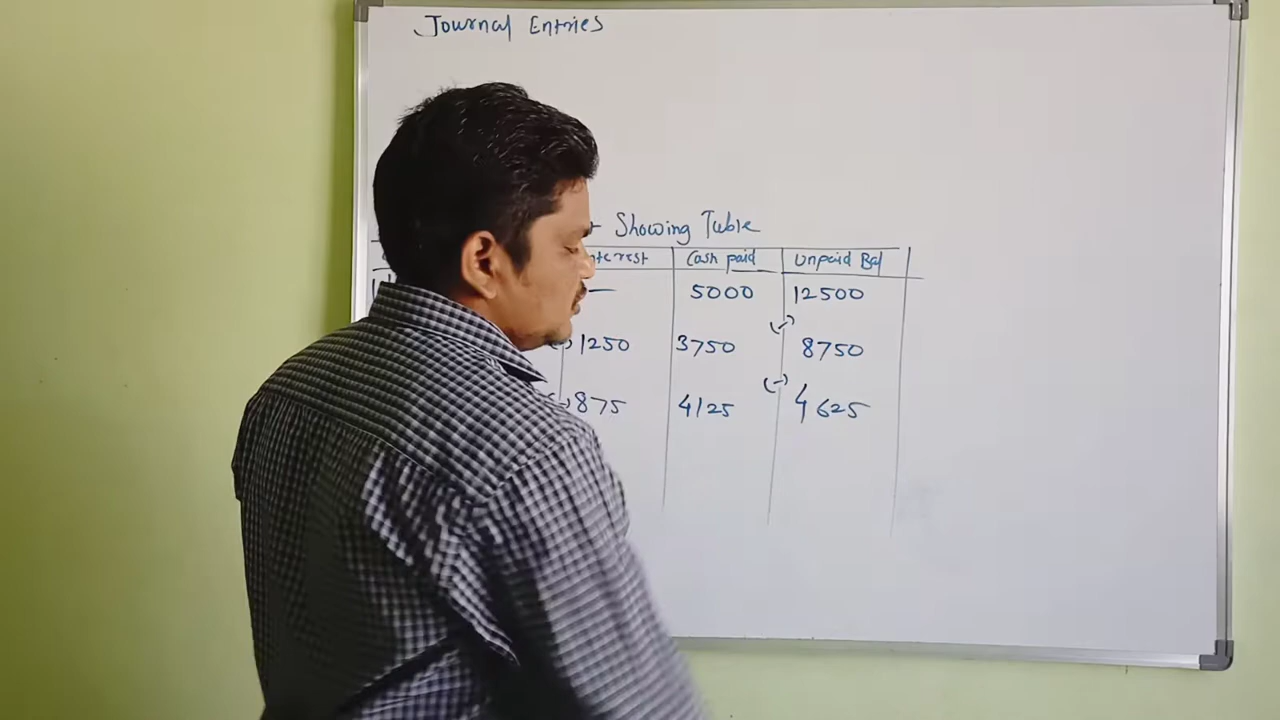 Journal Entries
Showing Table
Cash paid Unpaid Bal
— 5000 12500
(-)
1250 3750 8750
(-)
(-) 875 4125 4625